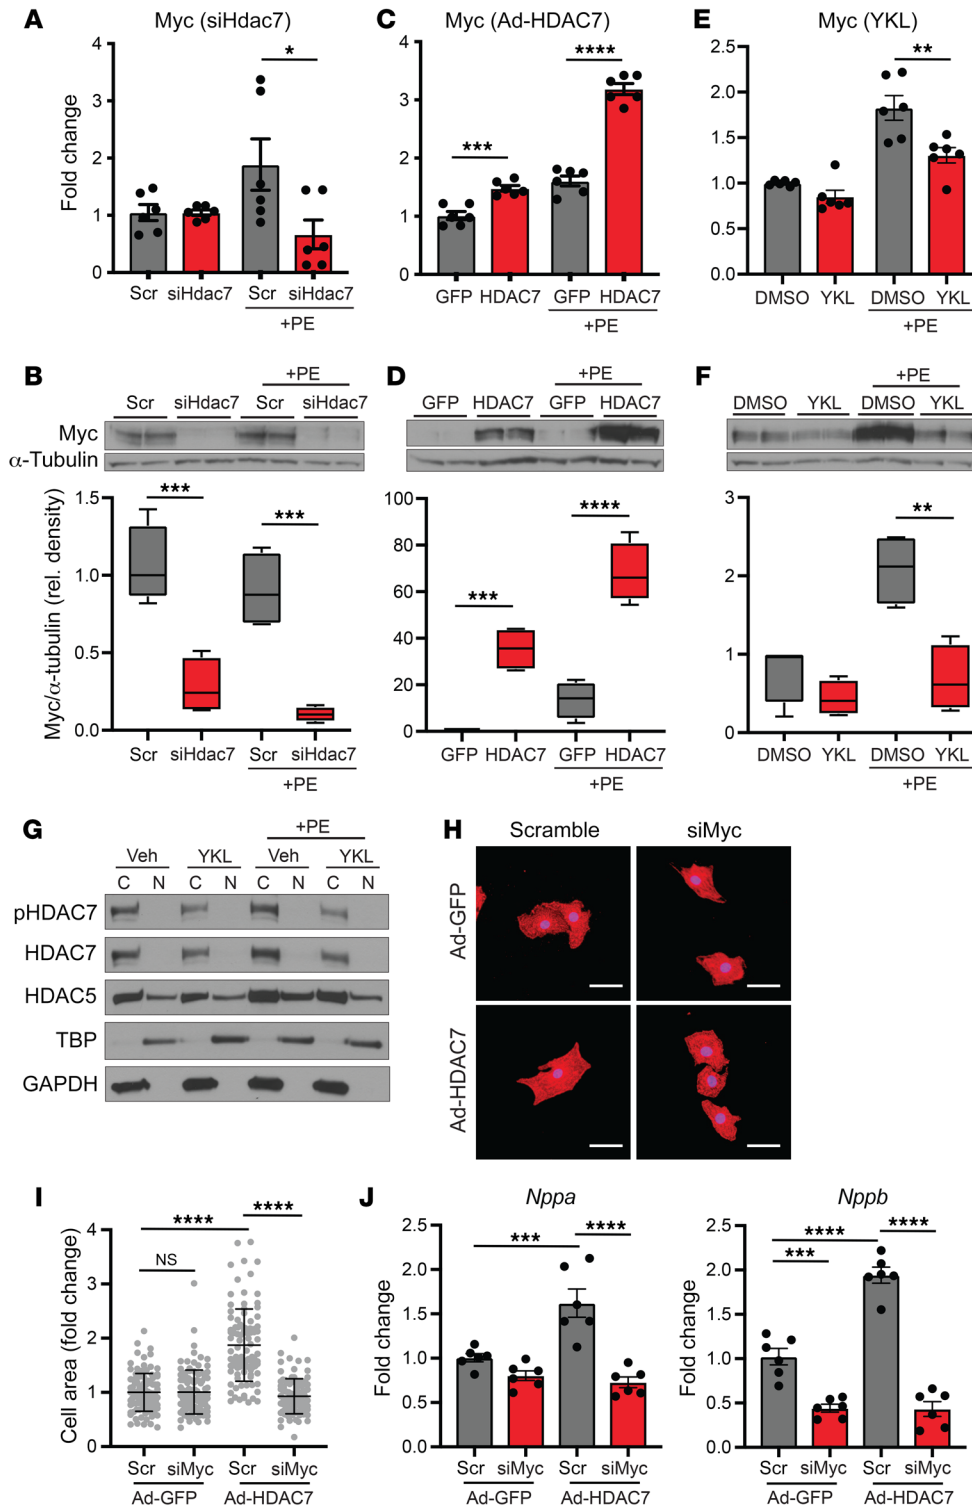 A Myc (siHdac7)
Fold change
4
3
2
1
0
*
Scr siHdac7 Scr siHdac7
+PE
C Myc (Ad-HDAC7)
4
3
2
1
0
*** ****
GFP HDAC7 GFP HDAC7
+PE
E Myc (YKL)
2.5
2.0
1.5
1.0
0.5
0.0
**
DMSO YKL DMSO YKL
+PE
B
+PE
Scr siHdac7 Scr siHdac7
Myc
α-Tubulin
Myc/α-tubulin (rel. density)
1.5
1.0
0.5
0.0
*** ***
Scr siHdac7 Scr siHdac7
+PE
D
+PE
GFP HDAC7 GFP HDAC7
100
80
60
40
20
0
*** ****
GFP HDAC7 GFP HDAC7
+PE
F
+PE
DMSO YKL DMSO YKL
3
2
1
0
**
DMSO YKL DMSO YKL
+PE
G
+PE
Veh YKL Veh YKL
C N C N C N C N
pHDAC7
HDAC7
HDAC5
TBP
GAPDH
H Scramble siMyc
Ad-GFP
Ad-HDAC7
I
Cell area (fold change)
4
3
2
1
0
**** ****
NS
Scr siMyc Scr siMyc
Ad-GFP Ad-HDAC7
J Nppa
Fold change
2.5
2.0
1.5
1.0
0.5
0.0
*** ****
Scr siMyc Scr siMyc
Ad-GFP Ad-HDAC7
Nppb
Fold change
2.5
2.0
1.5
1.0
0.5
0.0
**** ****
***
Scr siMyc Scr siMyc
Ad-GFP Ad-HDAC7